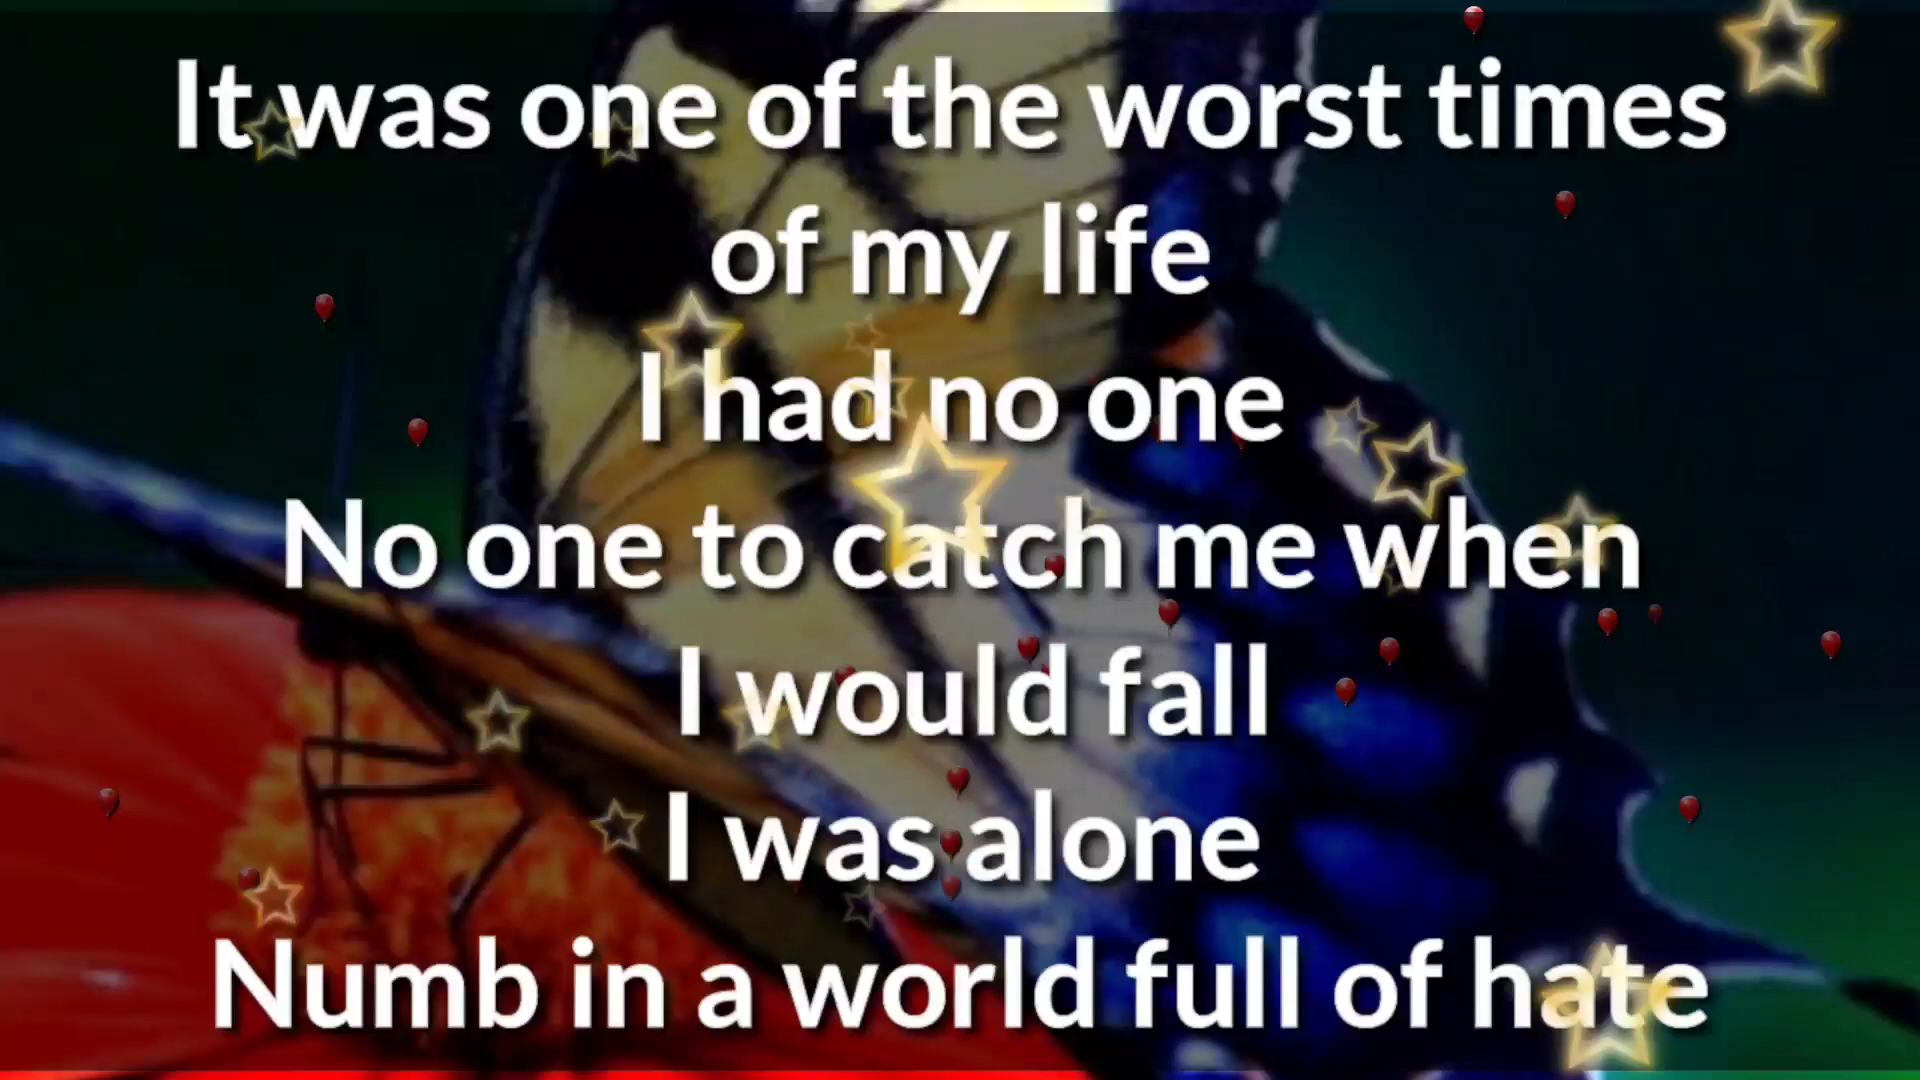 It was one of the worst times
of my life
I had no one
No one to catch me when
I would fall
I was alone
Numb in a world full of hate